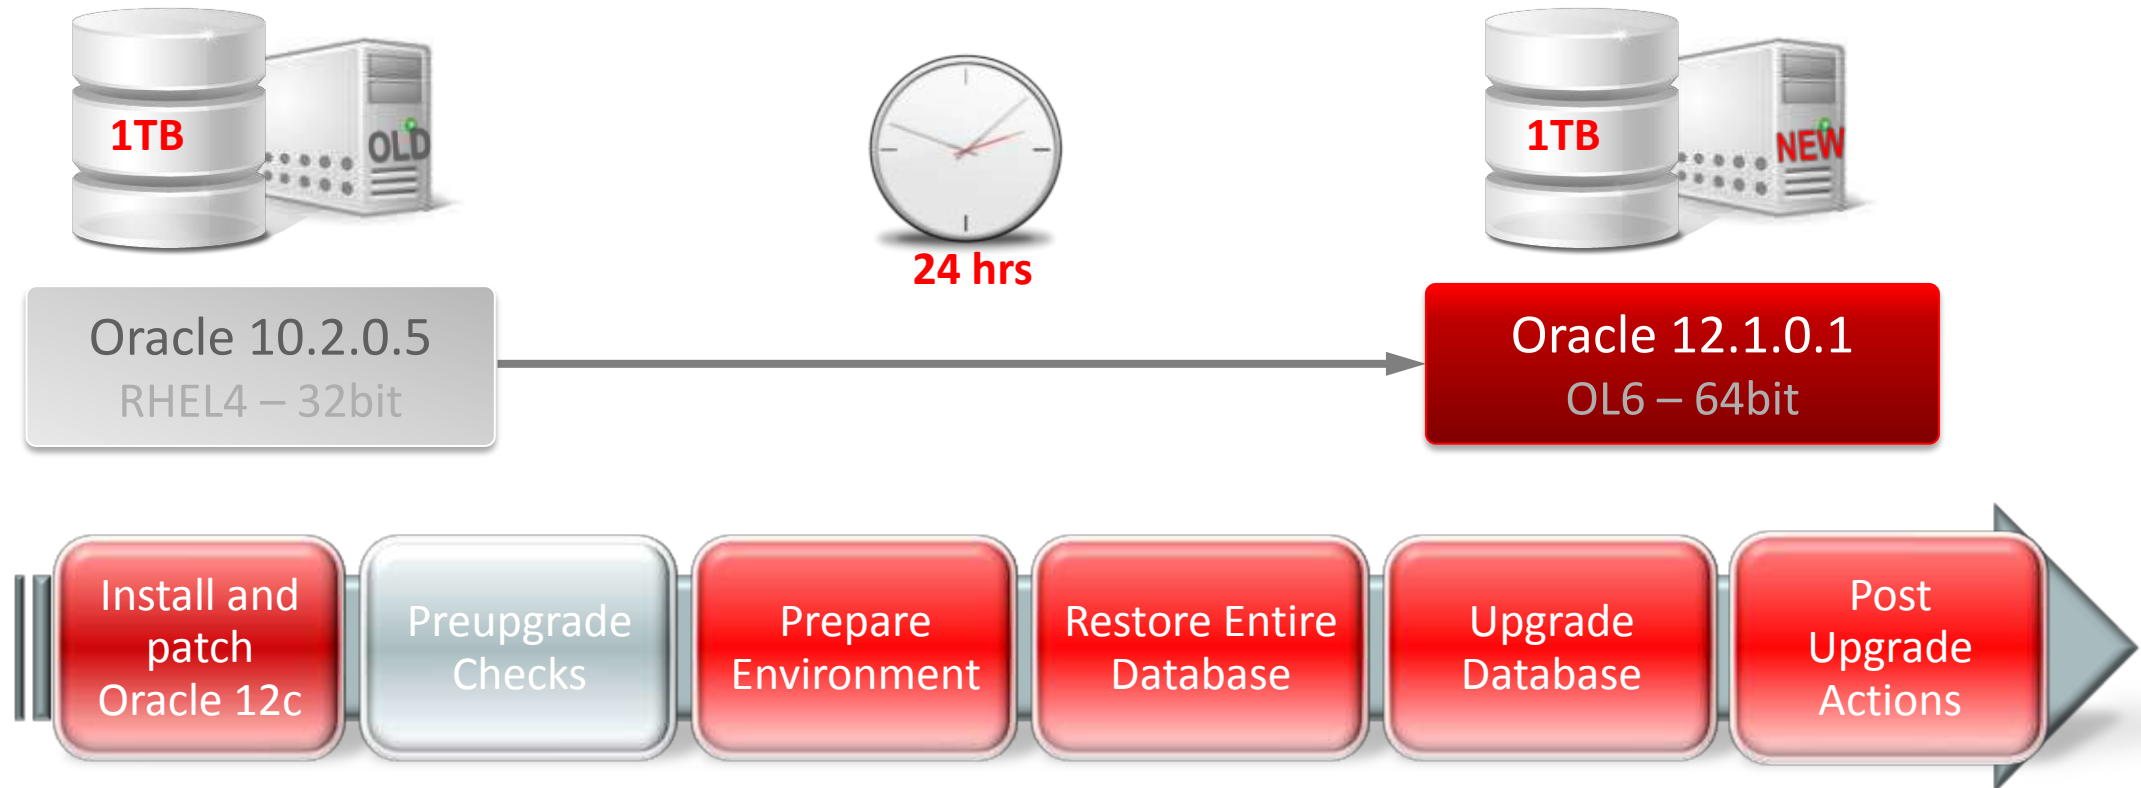 1TB
OLD
24 hrs
1TB
NEW
Oracle 10.2.0.5
RHEL4 – 32bit
Oracle 12.1.0.1
OL6 – 64bit
Install and
patch
Oracle 12c
Preupgrade
Checks
Prepare
Environment
Restore Entire
Database
Upgrade
Database
Post
Upgrade
Actions